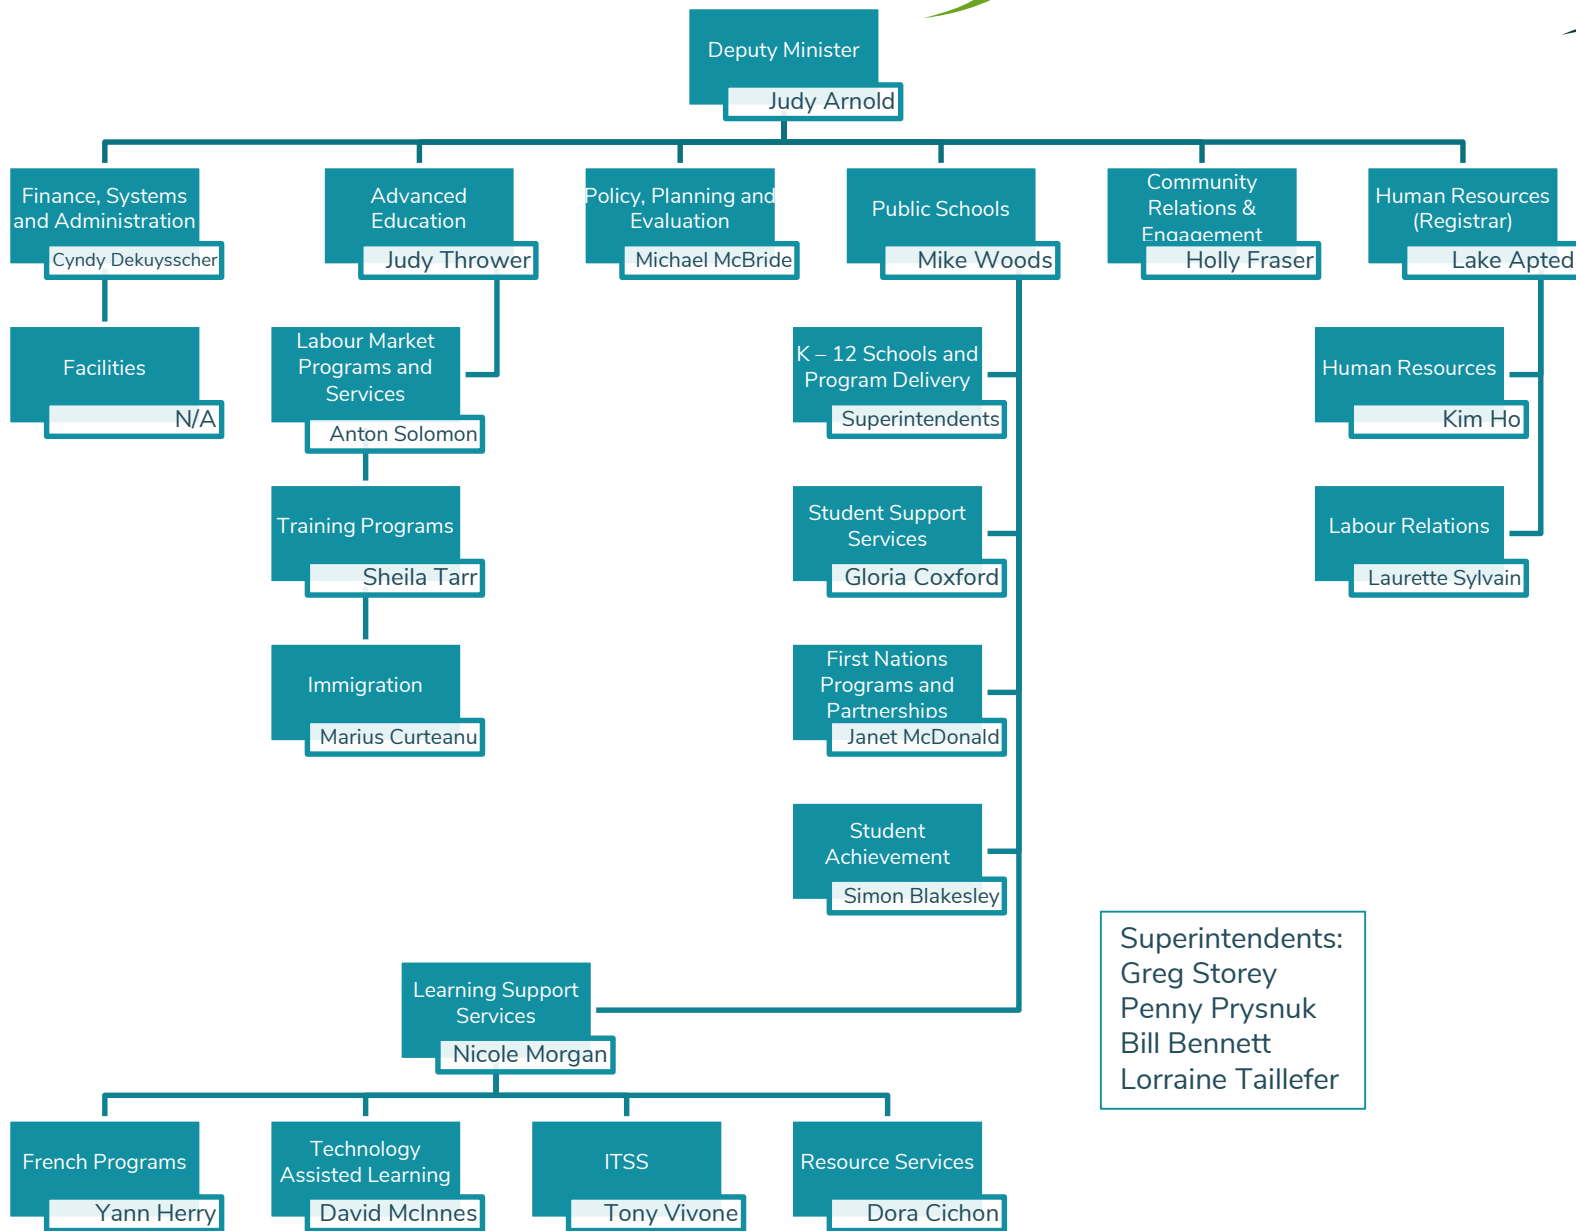 Deputy Minister
Judy Arnold
Finance, Systems
and Administration
Cyndy Dekuysscher
Advanced
Education
Judy Thrower
Policy, Planning and
Evaluation
Michael McBride
Public Schools
Mike Woods
Community
Relations &
Engagement
Holly Fraser
Human Resources
(Registrar)
Lake Apted
Facilities
N/A
Labour Market
Programs and
Services
Anton Solomon
K – 12 Schools and
Program Delivery
Superintendents
Human Resources
Kim Ho
Training Programs
Sheila Tarr
Student Support
Services
Gloria Coxford
Labour Relations
Laurette Sylvain
Immigration
Marius Curteanu
First Nations
Programs and
Partnerships
Janet McDonald
Student
Achievement
Simon Blakesley
Superintendents:
Greg Storey
Penny Prysnuk
Bill Bennett
Lorraine Taillefer
Learning Support
Services
Nicole Morgan
French Programs
Yann Herry
Technology
Assisted Learning
David McInnes
ITSS
Tony Vivone
Resource Services
Dora Cichon